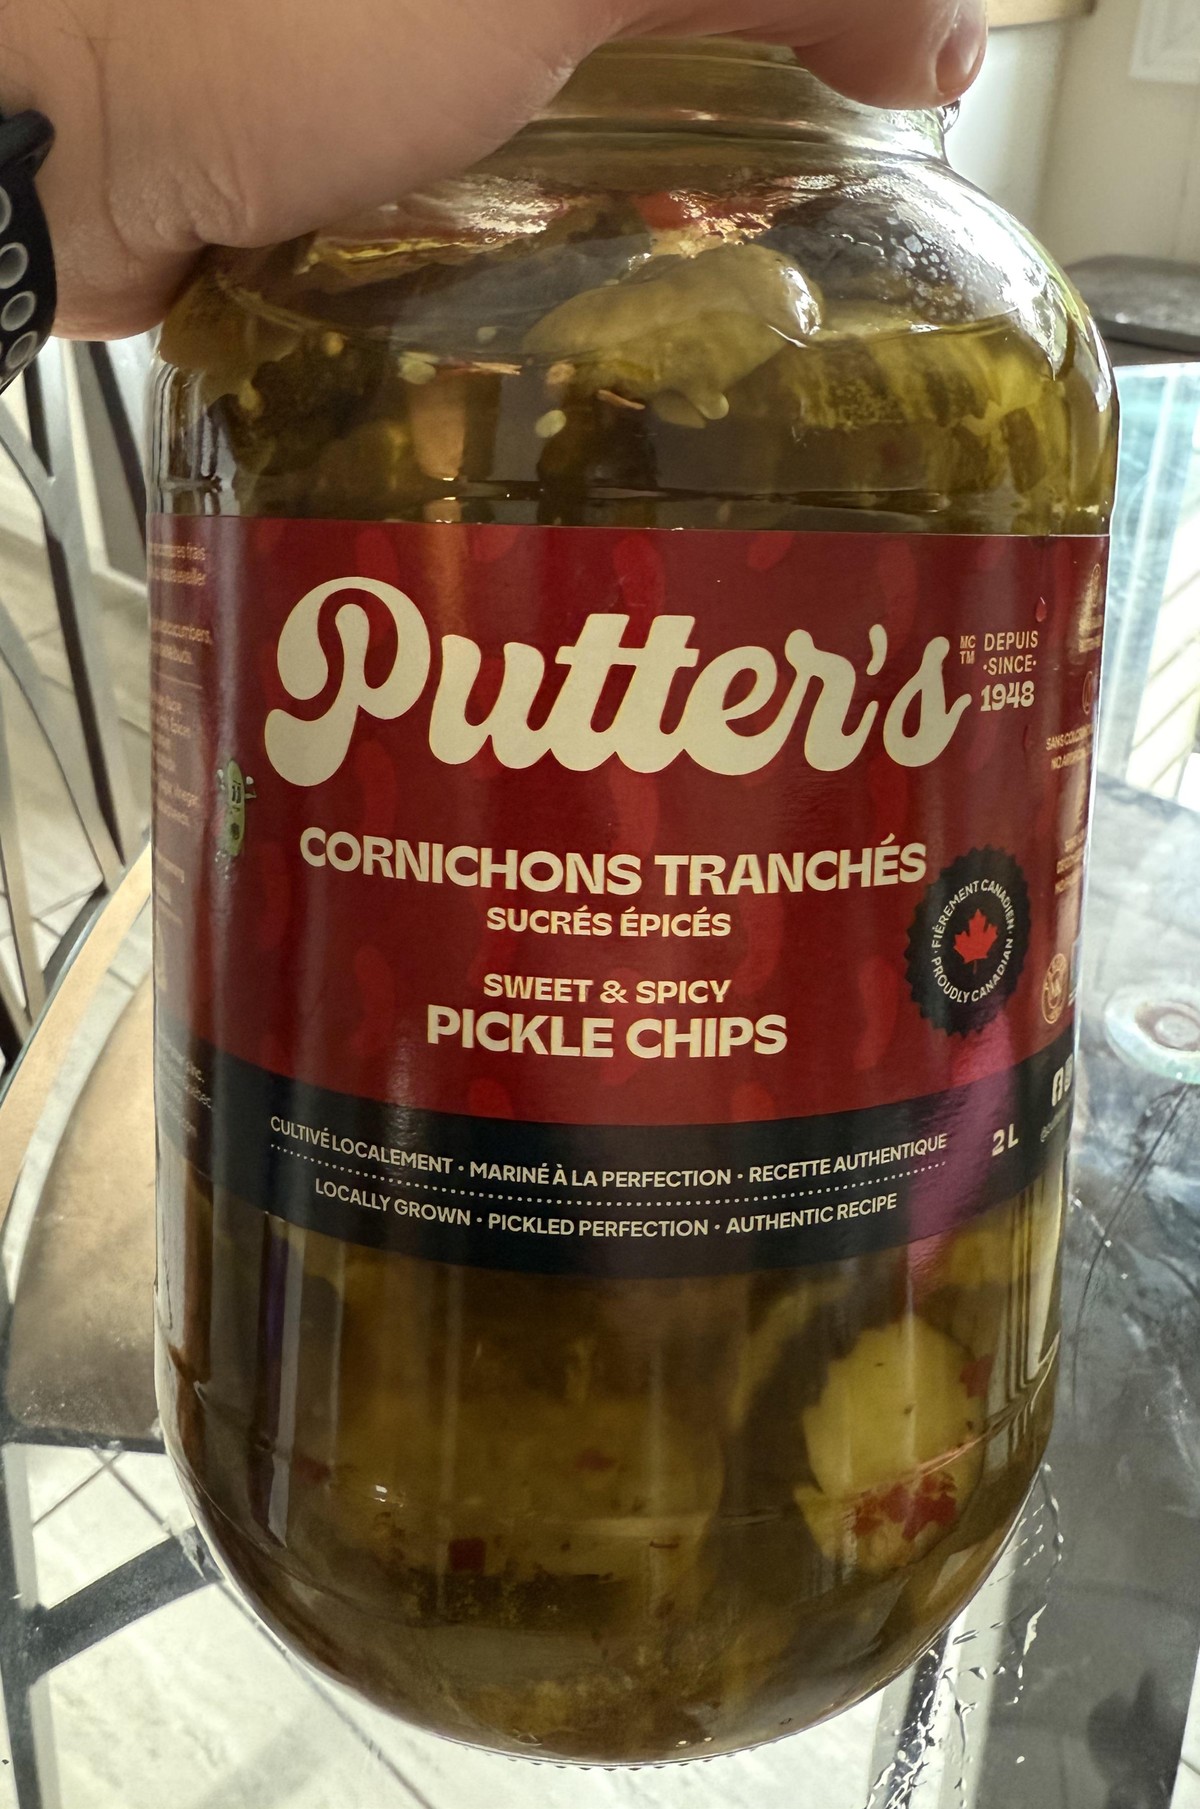 Putter's
MC
TM
DEPUIS
·SINCE·
1948
CORNICHONS TRANCHÉS
SUCRÉS ÉPICÉS
SWEET & SPICY
PICKLE CHIPS
· FIÈREMENT CANADIEN ·
PROUDLY CANADIAN
CULTIVÉ LOCALEMENT • MARINÉ À LA PERFECTION • RECETTE AUTHENTIQUE
LOCALLY GROWN • PICKLED PERFECTION • AUTHENTIC RECIPE
2 L